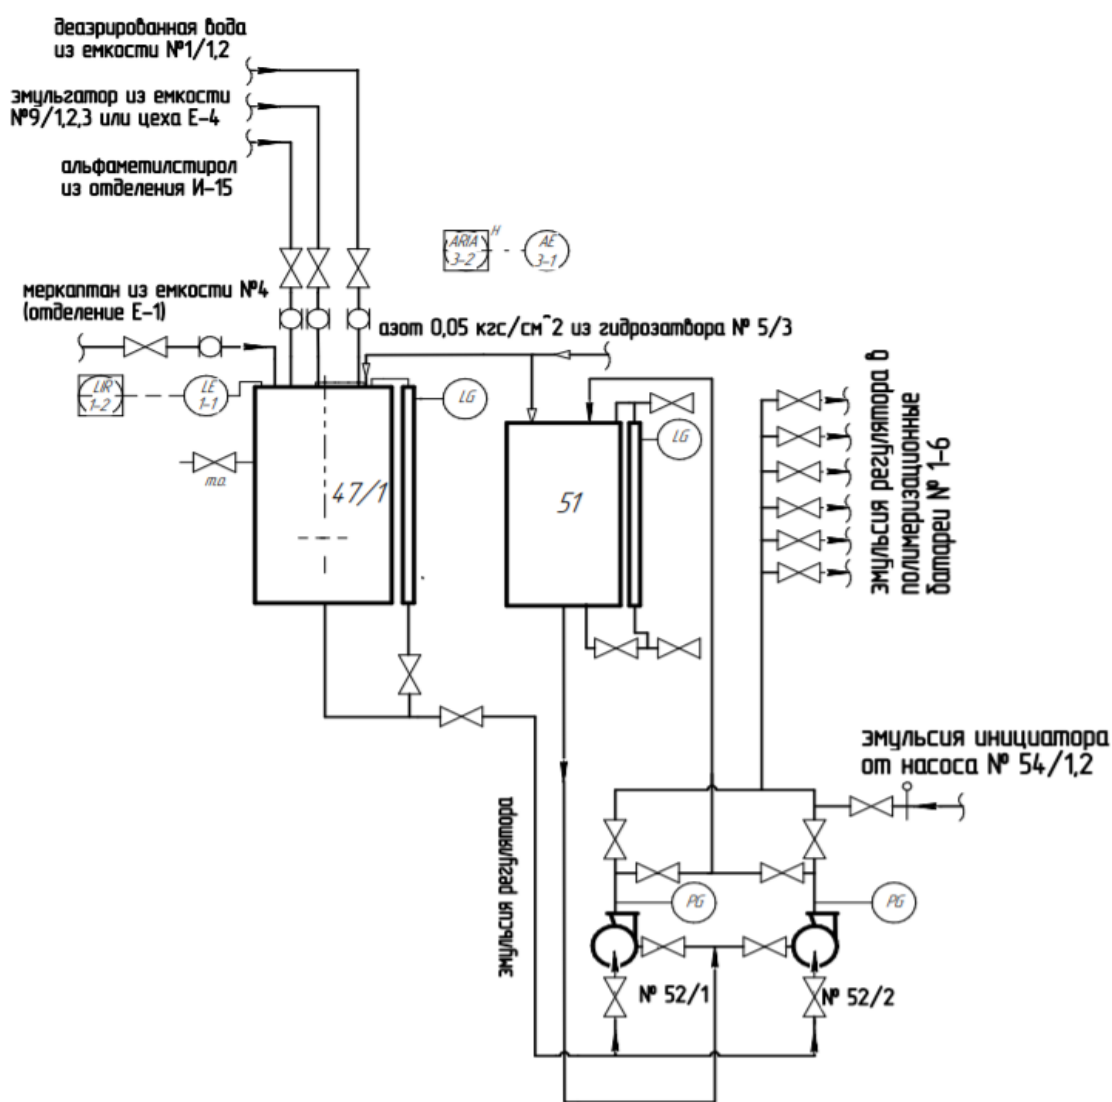 деаэрированная вода
из емкости №1/1,2
эмульгатор из емкости
№9/1,2,3 или цеха Е-4
альфаметилстирол
из отделения И-15
ARIA
3-2
H
AE
3-1
меркаптан из емкости №4
(отделение Е-1)
азот 0,05 кгс/см^2 из гидрозатвора № 5/3
LIR
1-2
LE
1-1
LG
LG
т.о.
47/1
51
эмульсия регулятора в
полимеризационные
батареи № 1-6
эмульсия инициатора
от насоса № 54/1,2
эмульсия регулятора
PG
PG
№ 52/1
№ 52/2